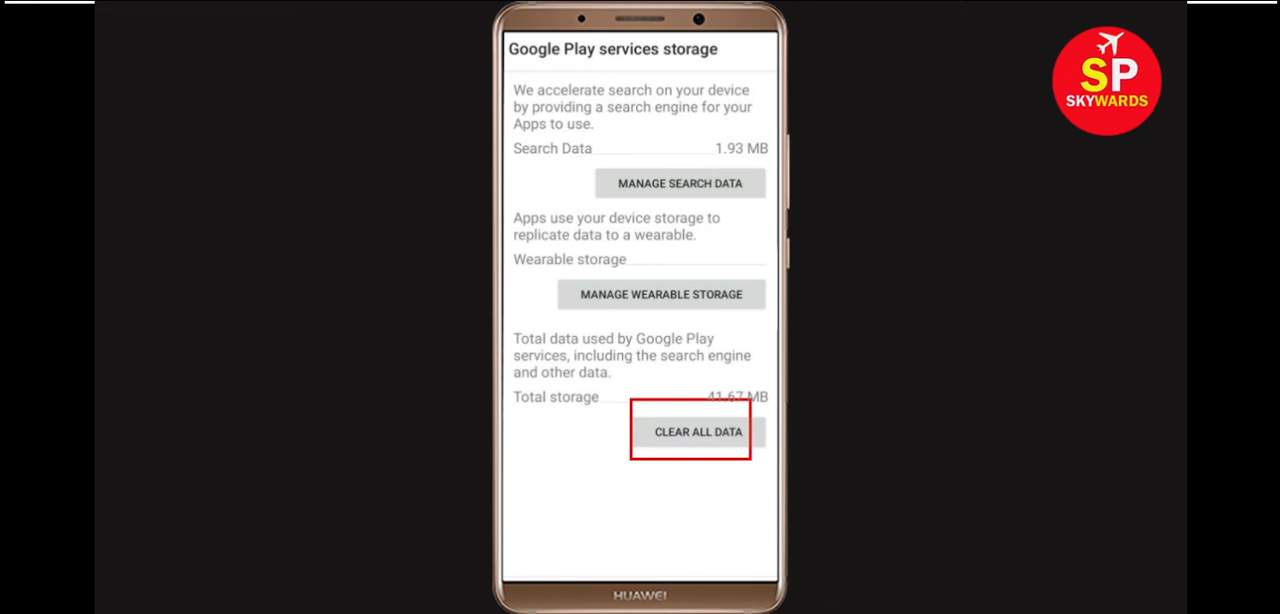 Google Play services storage
We accelerate search on your device
by providing a search engine for your
Apps to use.
Search Data 1.93 MB
MANAGE SEARCH DATA
Apps use your device storage to
replicate data to a wearable.
Wearable storage
MANAGE WEARABLE STORAGE
Total data used by Google Play
services, including the search engine
and other data.
Total storage 41.67 MB
CLEAR ALL DATA
HUAWEI
SP
SKYWARDS